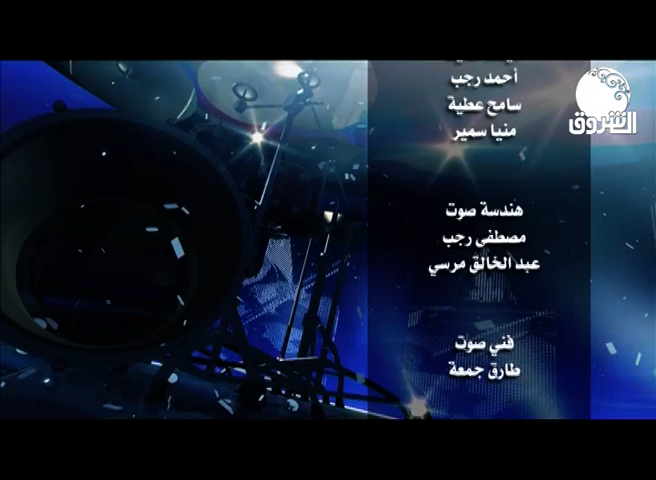 أحمد رجب
سامح عطية
منيا سمير
الشروق
هندسة صوت
مصطفى رجب
عبد الخالق مرسي
فني صوت
طارق جمعة